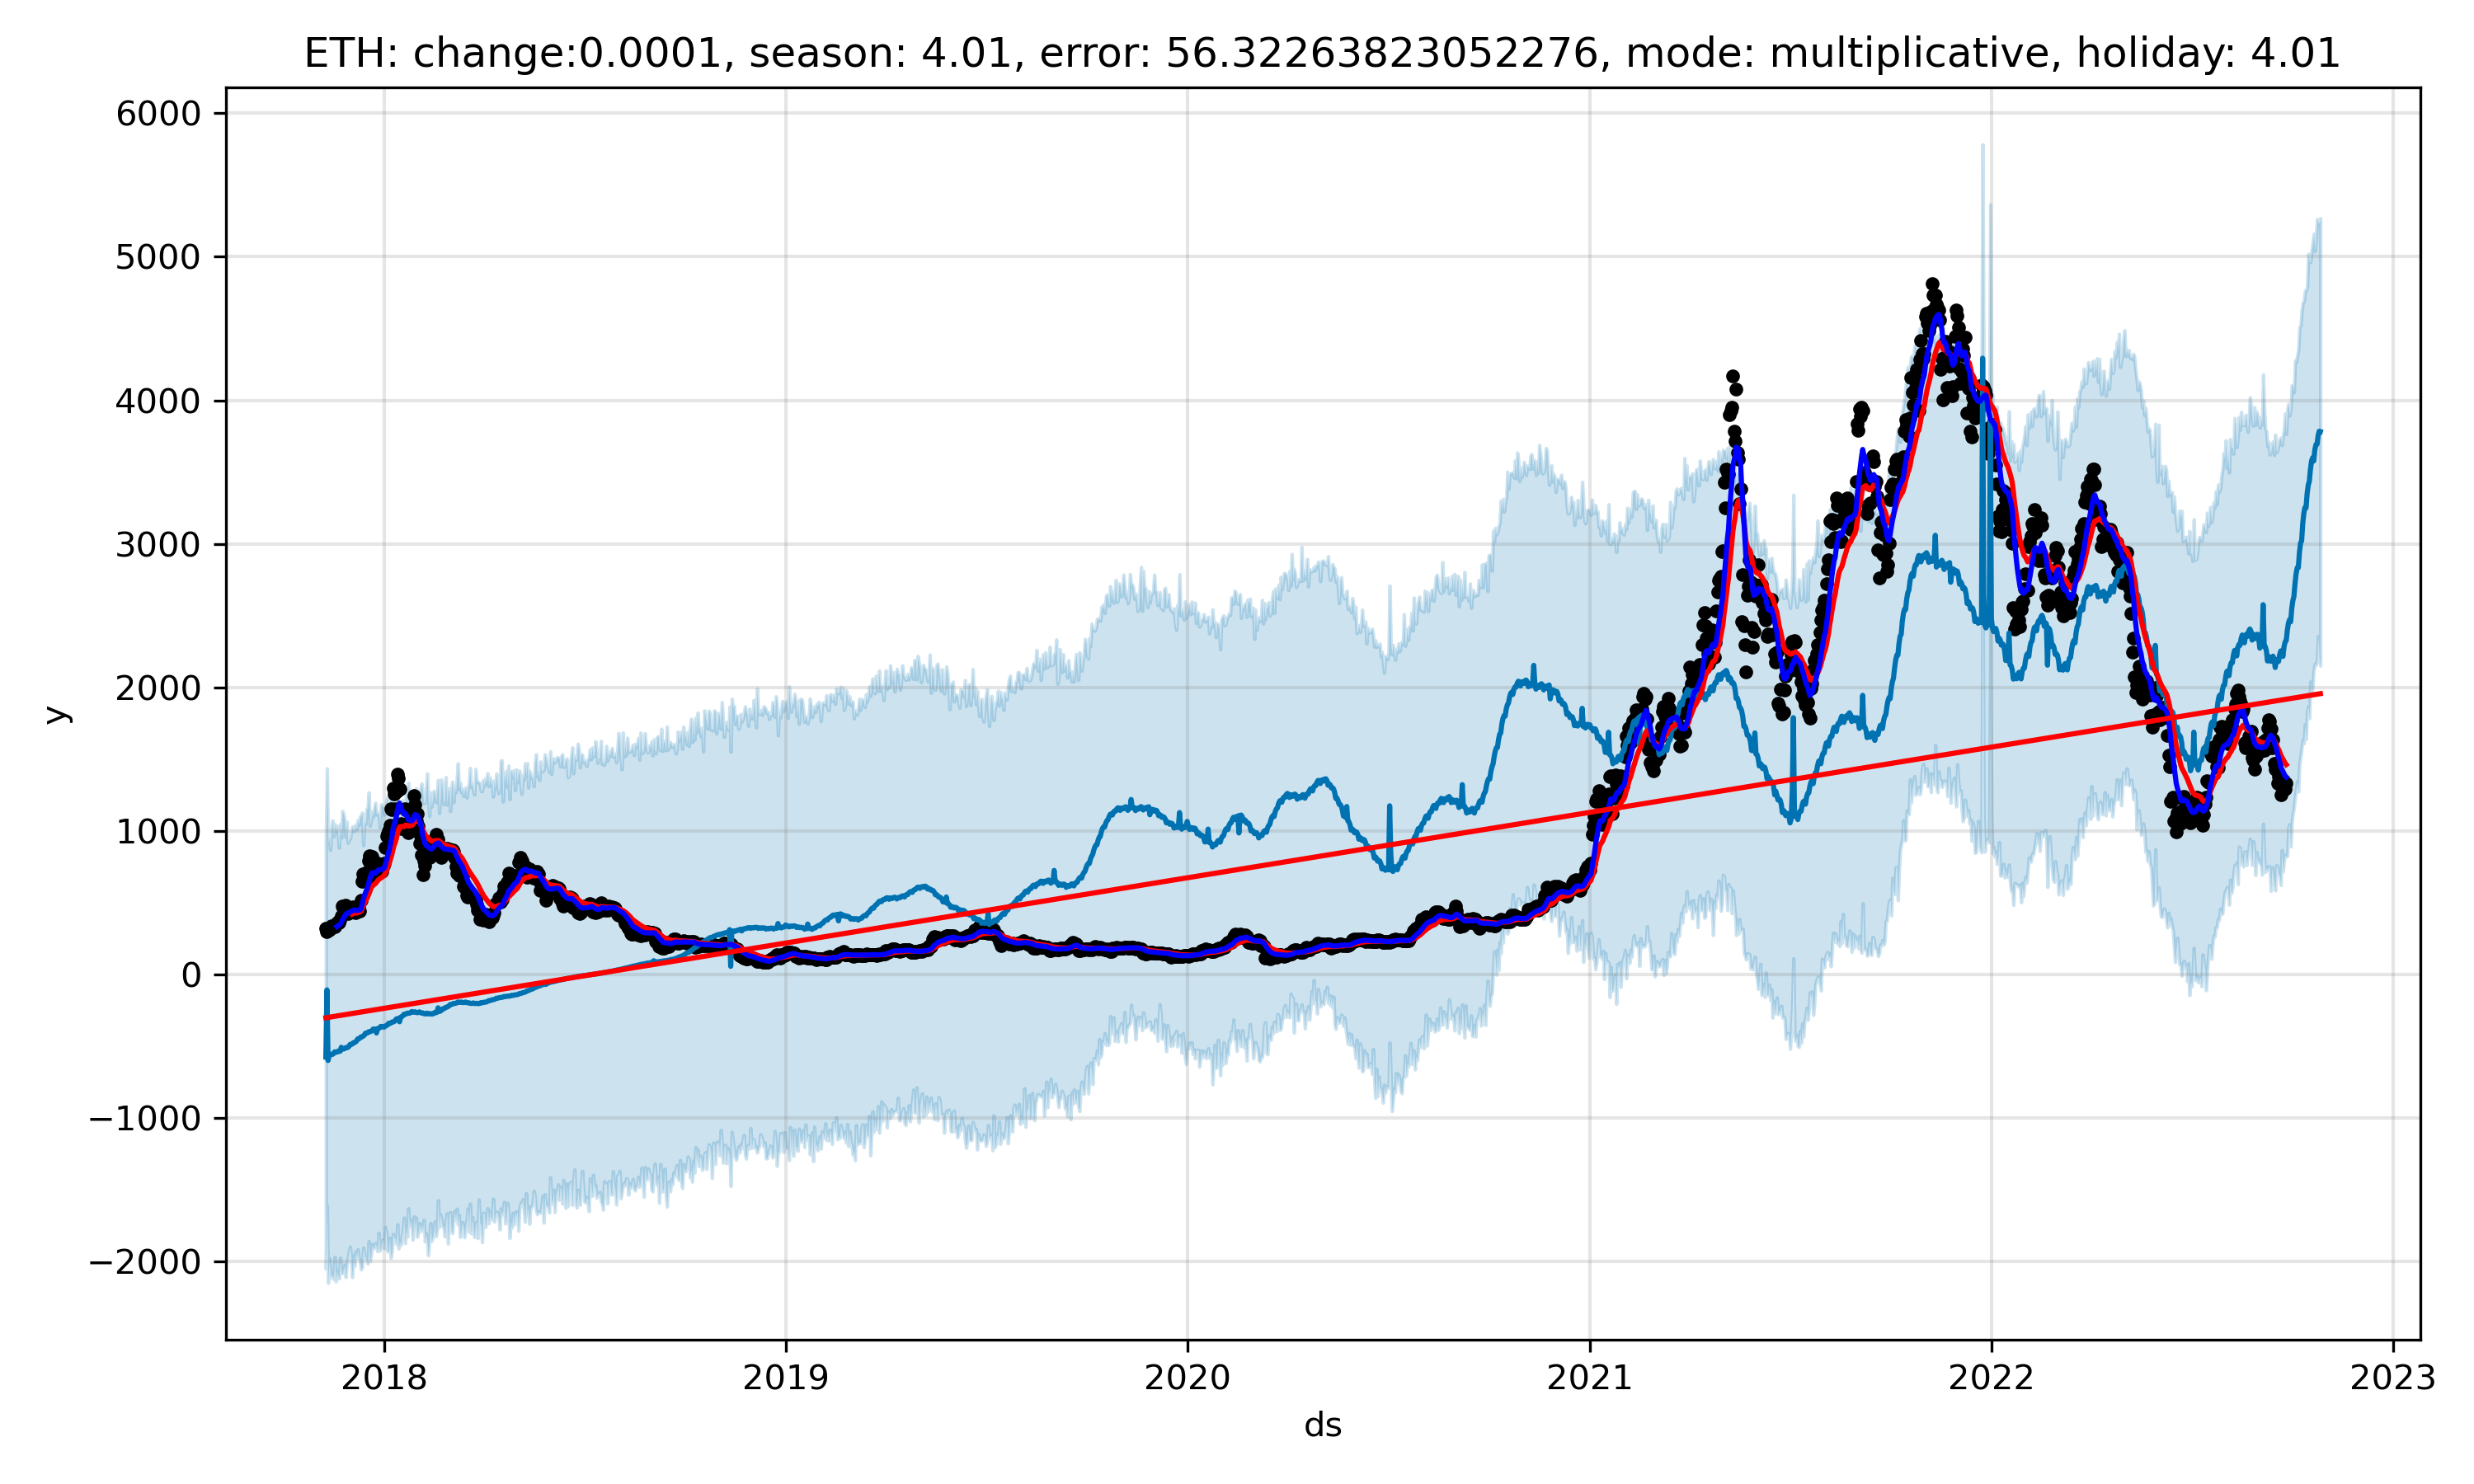 ETH: change:0.0001, season: 4.01, error: 56.32263823052276, mode: multiplicative, holiday: 4.01
6000
5000
4000
3000
2000
1000
0
−1000
−2000
y
2018 2019 2020 2021 2022 2023
ds